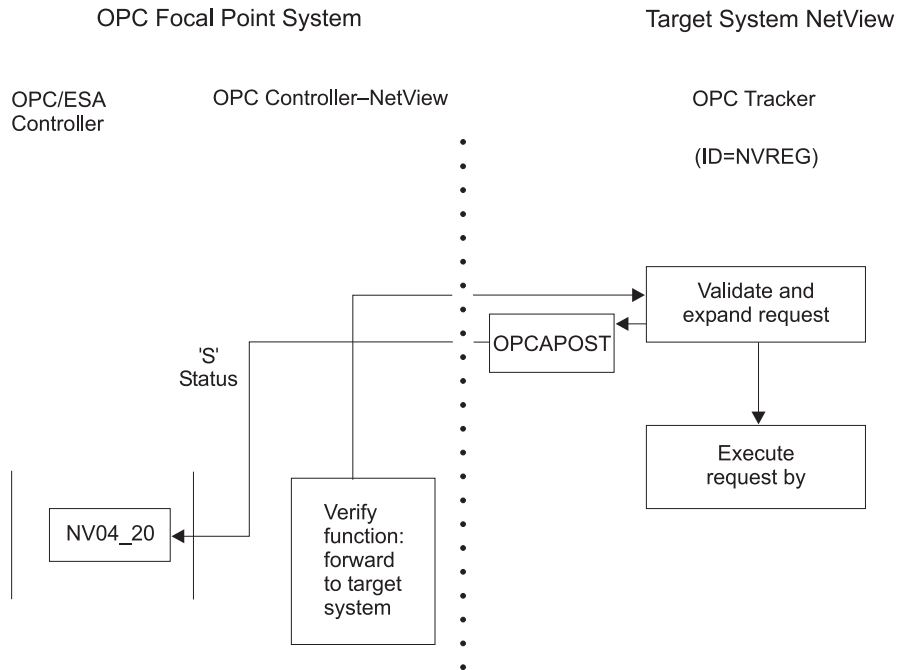 OPC Focal Point System
Target System NetView
OPC/ESA
Controller
OPC Controller–NetView
OPC Tracker
(ID=NVREG)
Validate and
expand request
OPCAPOST
'S'
Status
Execute
request by
NV04_20
Verify
function:
forward
to target
system